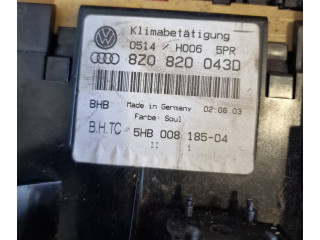 Klimabetätigung
0514 / H006 5PR
8Z0 820 043D
BHB Made in Germany 02.06.03
Farbe: Soul
B.H.TC 5HB 008 185-04
II 1